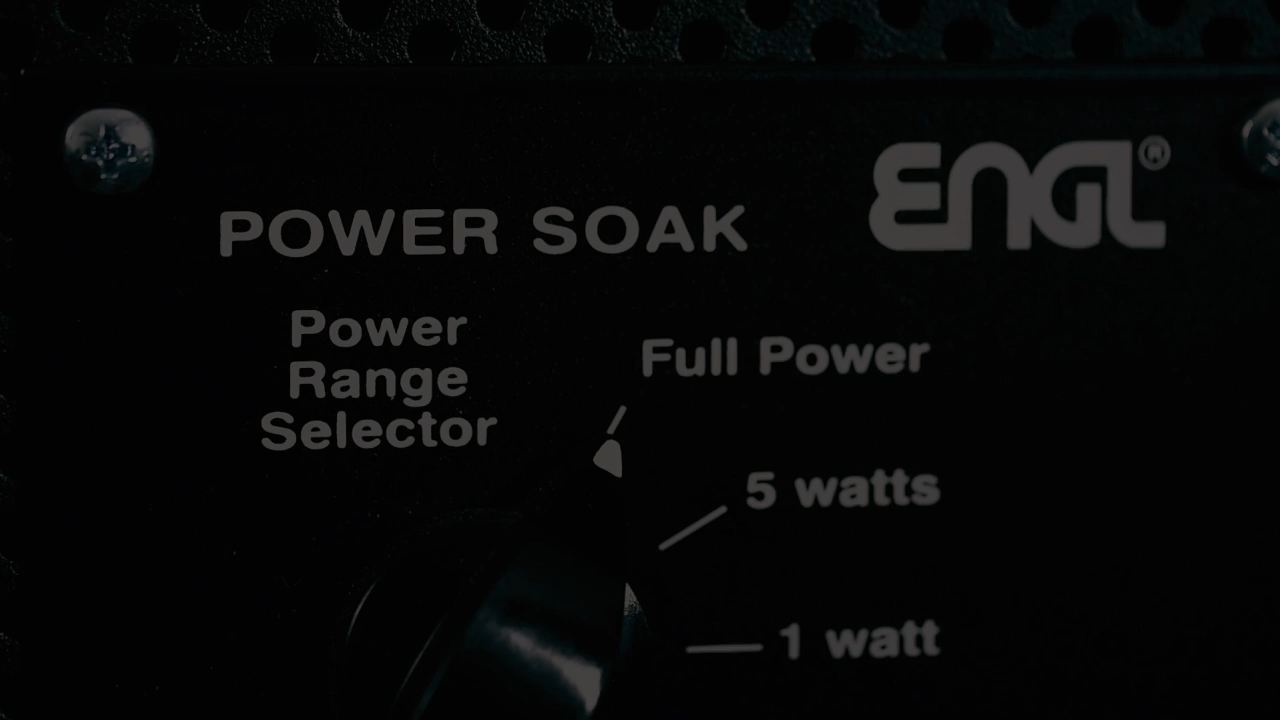 ENGL®
POWER SOAK
Power
Range
Selector
Full Power
5 watts
1 watt